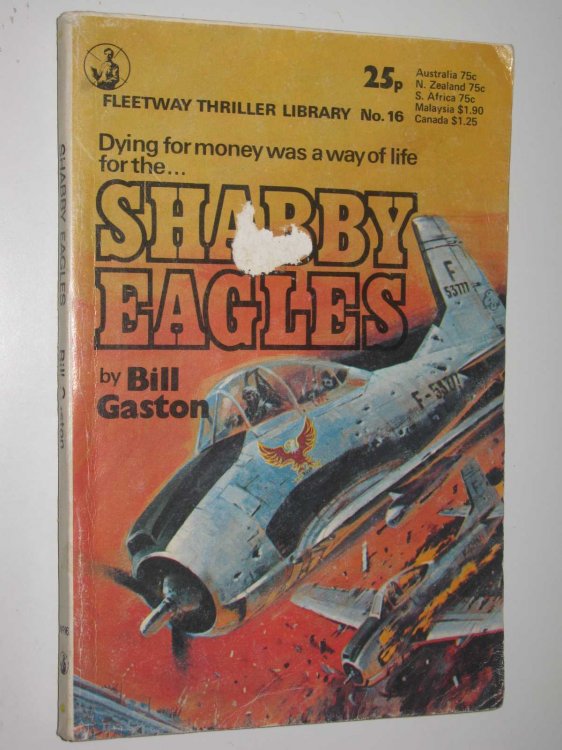 25p
Australia 75c
N. Zealand 75c
S. Africa 75c
Malaysia $1.90
Canada $1.25
FLEETWAY THRILLER LIBRARY No. 16
Dying for money was a way of life
for the...
SHABBY
EAGLES
by Bill
Gaston
F
53777
SHABBY EAGLES
Bill